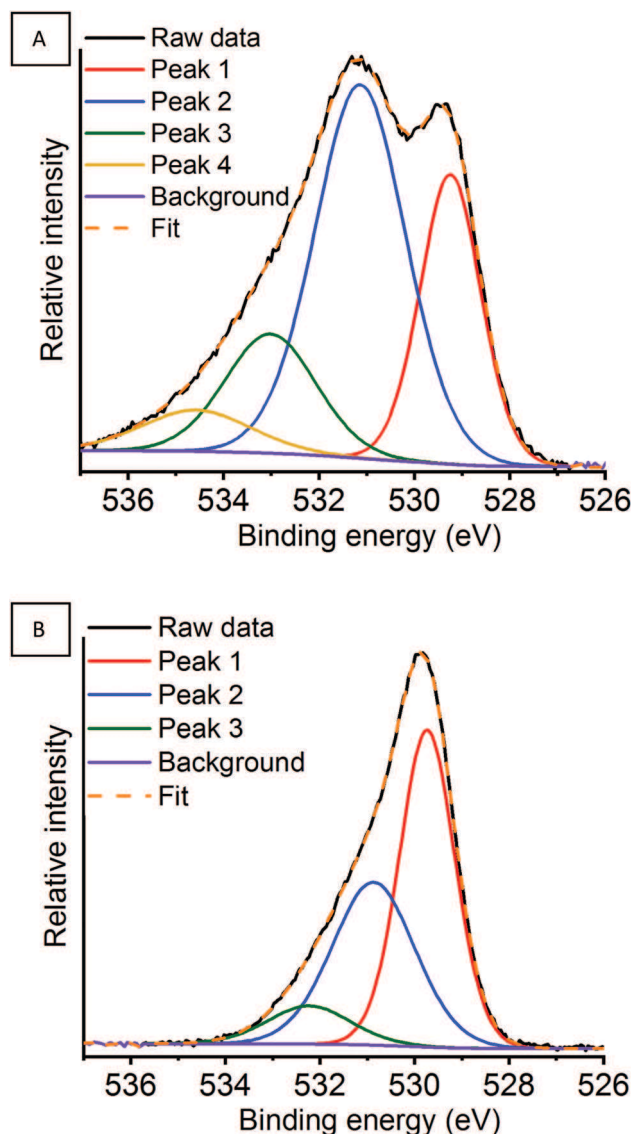 A
Raw data
Peak 1
Peak 2
Peak 3
Peak 4
Background
Fit
Relative intensity
536 534 532 530 528 526
Binding energy (eV)
B
Raw data
Peak 1
Peak 2
Peak 3
Background
Fit
Relative intensity
536 534 532 530 528 526
Binding energy (eV)